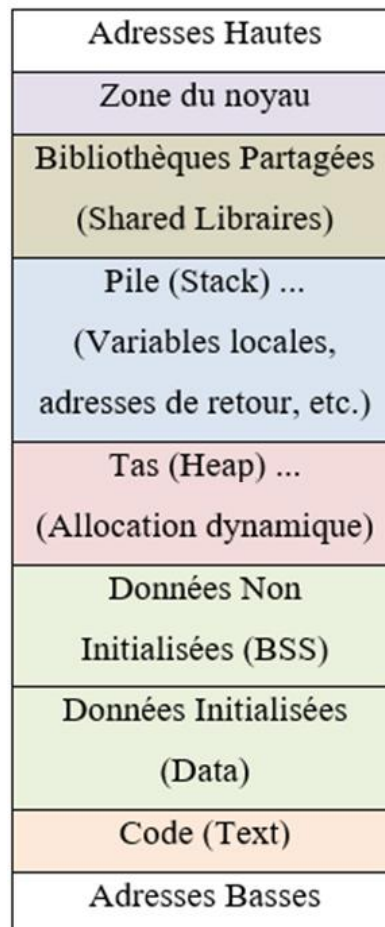 Adresses Hautes
Zone du noyau
Bibliothèques Partagées
(Shared Libraires)
Pile (Stack) ...
(Variables locales,
adresses de retour, etc.)
Tas (Heap) ...
(Allocation dynamique)
Données Non
Initialisées (BSS)
Données Initialisées
(Data)
Code (Text)
Adresses Basses